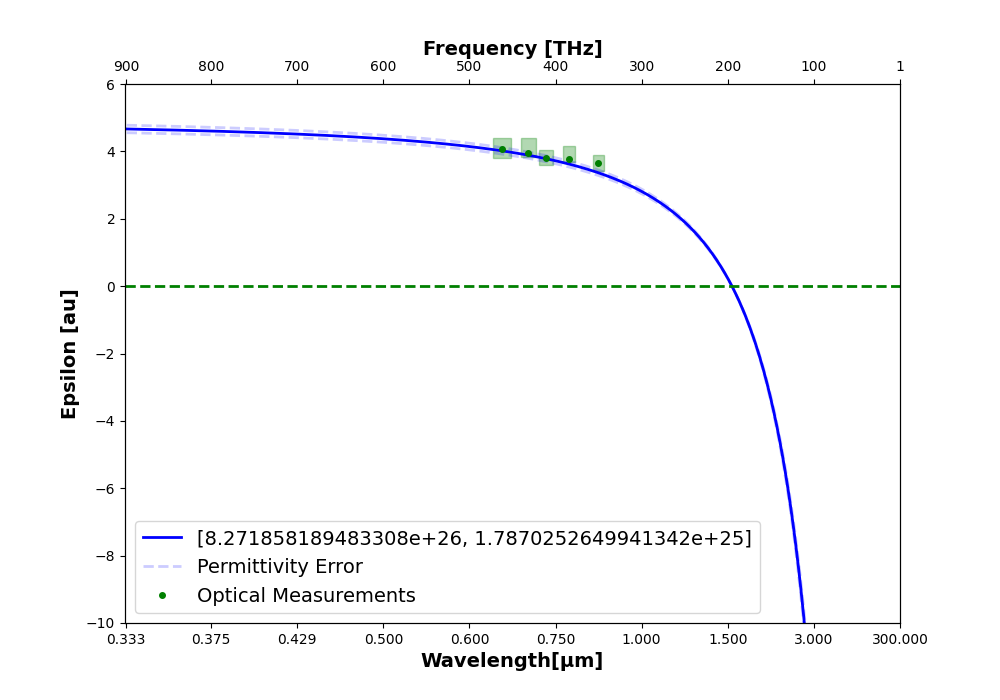 Frequency [THz]
900 800 700 600 500 400 300 200 100 1
6
4
2
0
−2
−4
−6
−8
−10
Epsilon [au]
[8.271858189483308e+26, 1.7870252649941342e+25]
Permittivity Error
Optical Measurements
0.333 0.375 0.429 0.500 0.600 0.750 1.000 1.500 3.000 300.000
Wavelength[μm]